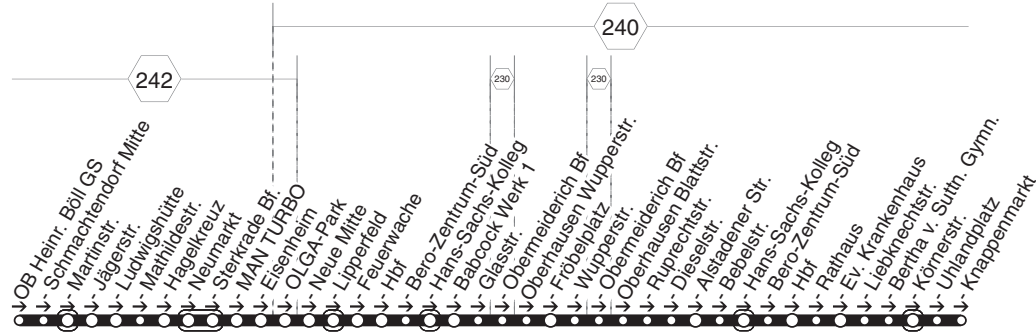 240
242
230
230
OB Heinr. Böll GS
Schmachtendorf Mitte
Martinstr.
Jägerstr.
Ludwigshütte
Mathildestr.
Hagelkreuz
Neumarkt
Sterkrade Bf.
MAN TURBO
Eisenheim
OLGA-Park
Neue Mitte
Lipperfeld
Feuerwache
Hbf
Bero-Zentrum-Süd
Hans-Sachs-Kolleg
Babcock Werk 1
Glasstr.
Obermeiderich Bf
Oberhausen Wupperstr.
Fröbelplatz
Wupperstr.
Obermeiderich Bf
Oberhausen Blattstr.
Ruprechtstr.
Dieselstr.
Alstadener Str.
Bebelstr.
Hans-Sachs-Kolleg
Bero-Zentrum-Süd
Hbf
Rathaus
Ev. Krankenhaus
Liebknechtstr.
Bertha v. Suttn. Gymn.
Körnerstr.
Uhlandplatz
Knappenmarkt